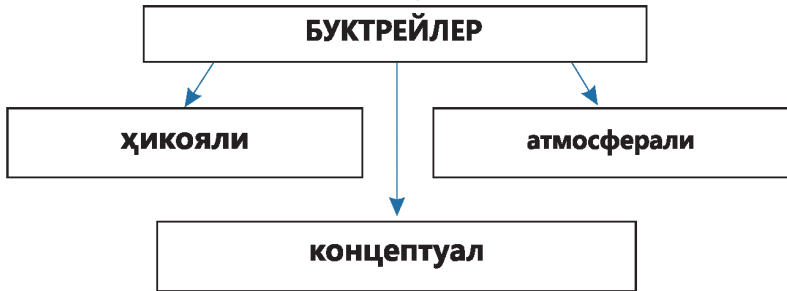 БУКТРЕЙЛЕР
ҳикояли
атмосферали
концептуал